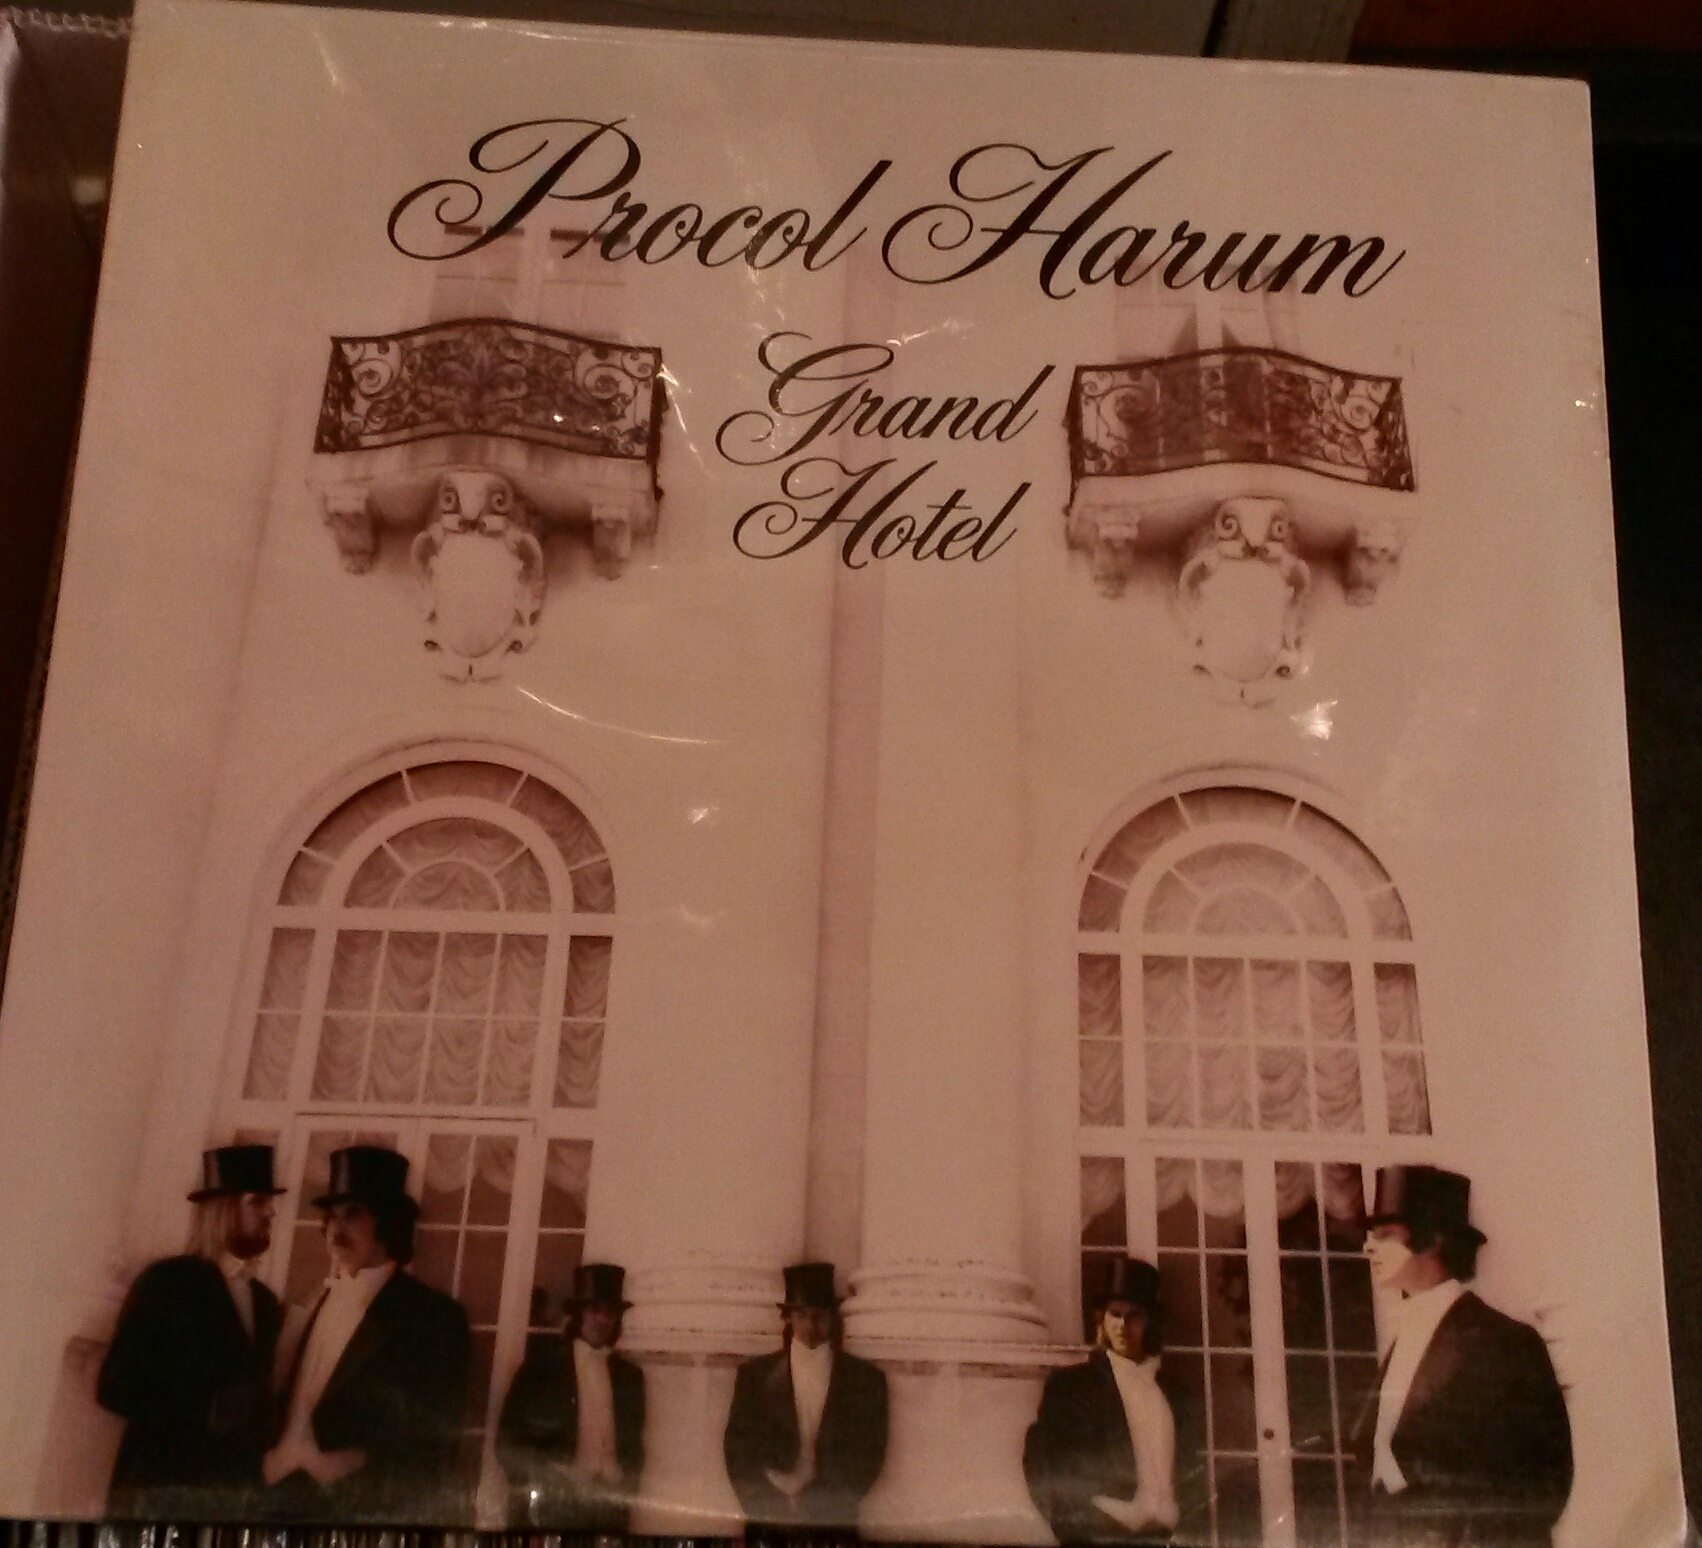 Procol Harum
Grand
Hotel